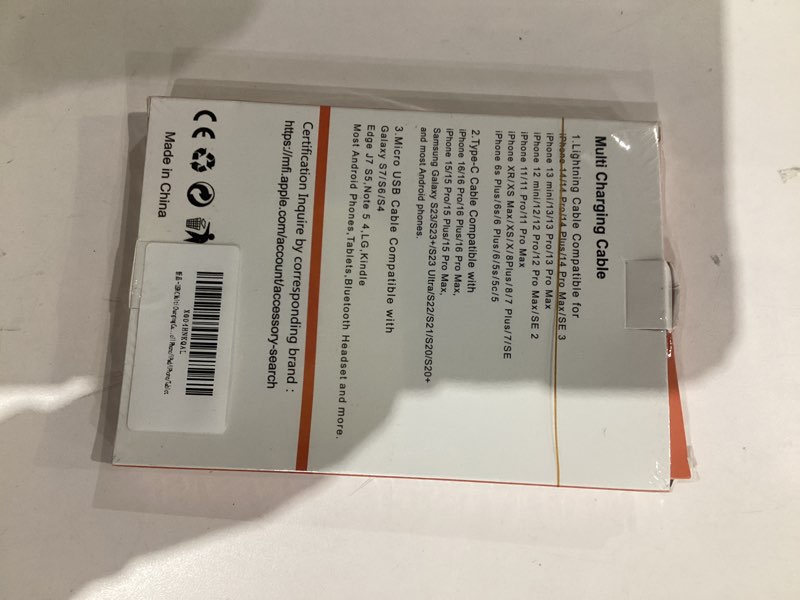 Multi Charging Cable
1.Lightning Cable Compatible for
iPhone 14/14 Pro/14 Plus/14 Pro Max/SE 3
iPhone 13 mini/13/13 Pro/13 Pro Max
iPhone 12 mini/12/12 Pro/12 Pro Max/SE 2
iPhone 11/11 Pro/11 Pro Max
iPhone XR/XS Max/XS/X/8Plus/8/7 Plus/7/SE
iPhone 6s Plus/6s/6 Plus/6/5s/5c/5
2.Type-C Cable Compatible with
iPhone 16/16 Pro/16 Plus/16 Pro Max,
iPhone 15/15 Pro/15 Plus/15 Pro Max,
Samsung Galaxy S23/S23+/S23 Ultra/S22/S21/S20/S20+
and most Android phones.
3.Micro USB Cable Compatible with
Galaxy S7/S6/S4
Edge J7 S5,Note 5 4,LG,Kindle
Most Android Phones,Tablets,Bluetooth Headset and more.
Certification Inquire by corresponding brand :
https://mfi.apple.com/account/accessory-search
CE
Made in China